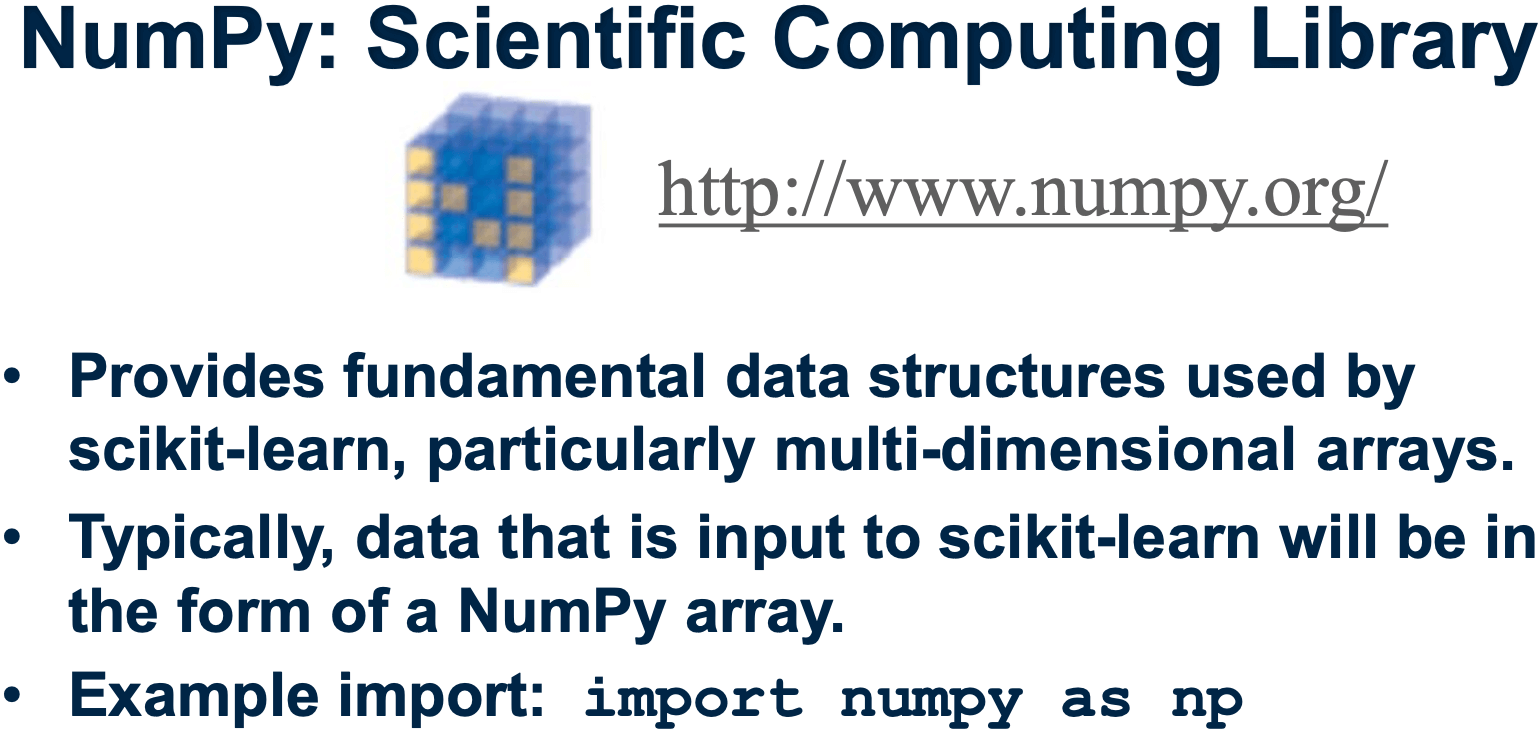 NumPy: Scientific Computing Library
http://www.numpy.org/
• Provides fundamental data structures used by
scikit-learn, particularly multi-dimensional arrays.
• Typically, data that is input to scikit-learn will be in
the form of a NumPy array.
• Example import: import numpy as np